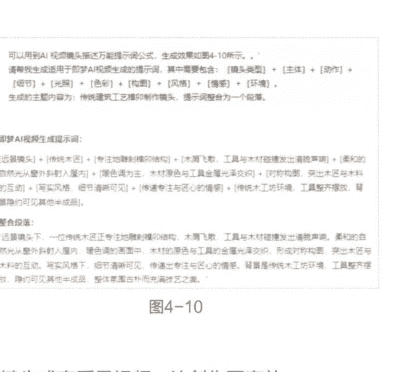 可以用到AI 视频镜头描述万能提示词公式，生成效果如图4-10所示。
请帮我生成适用于即梦AI视频生成的提示词，其中需要包含：[镜头类型] + [主体] + [动作] +
[细节] + [光照] + [色彩] + [构图] + [风格] + [情感] + [环境]。
生成的主题内容为：传统建筑工艺榫卯制作镜头，提示词整合为一个段落。
即梦AI视频生成提示词：
远景镜头] + [传统木匠] + [专注地雕刻榫卯结构] + [木屑飞散，工具与木材碰撞发出清脆声响] + [柔和的
自然光从窗外斜射入屋内] + [暖色调为主，木材原色与工具金属光泽交织] + [对称构图，突出木匠与木料
的互动] + [写实风格，细节清晰可见] + [传递专注与匠心的情感] + [传统木工坊环境，工具整齐摆放，背
景隐约可见其他半成品]。
整合段落：
远景镜头下，一位传统木匠正专注地雕刻榫卯结构，木屑飞散，工具与木材碰撞发出清脆声响。柔和的自
然光从窗外斜射入屋内，暖色调的画面中，木材的原色与工具的金属光泽交织，形成对称构图，突出木匠与
木料的互动。写实风格下，细节清晰可见，传递出专注与匠心的情感。背景是传统木工坊环境，工具整齐摆
放，隐约可见其他半成品，整体氛围古朴而充满技艺之美。
图4-10